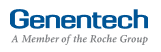 Genentech
A Member of the Roche Group